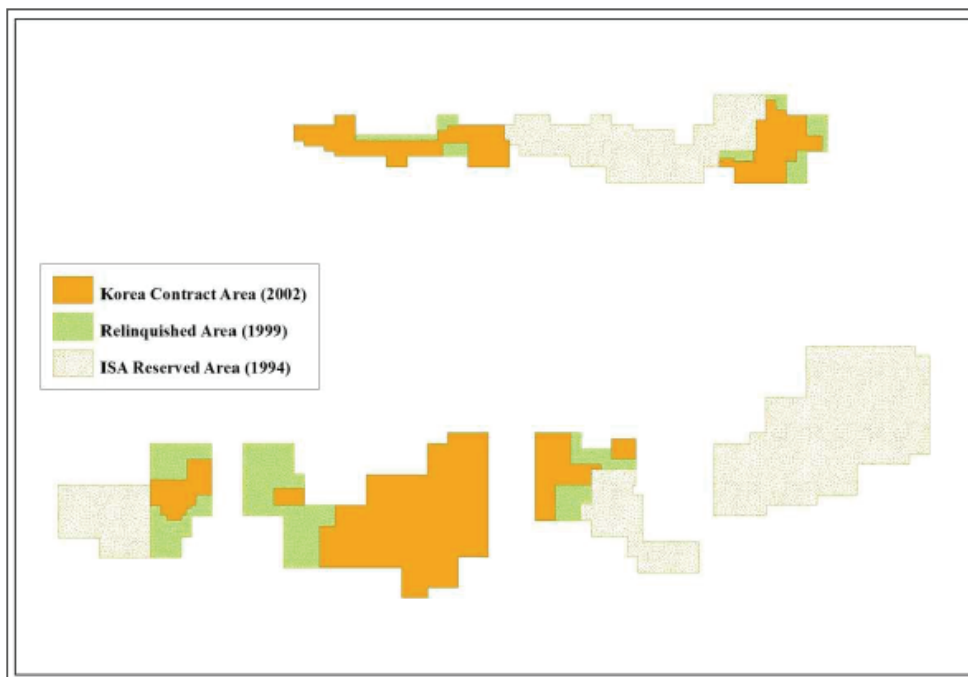 Korea Contract Area (2002)
Relinquished Area (1999)
ISA Reserved Area (1994)